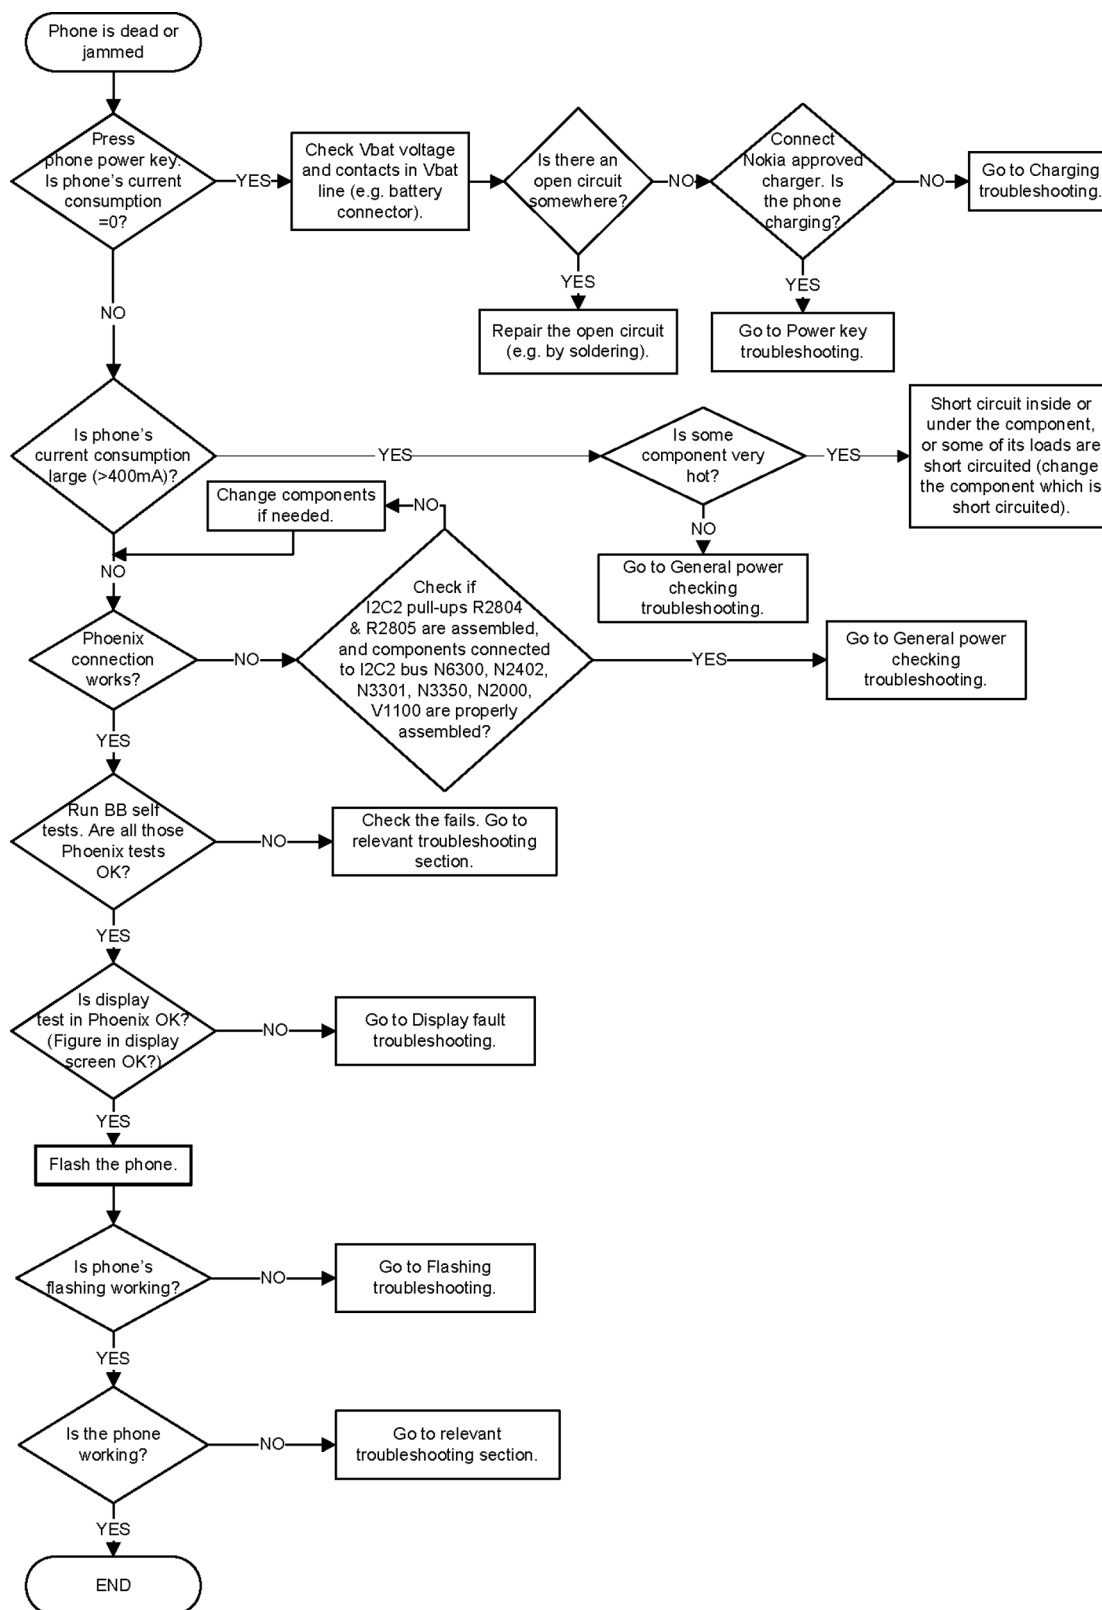 Phone is dead or
jammed
Press
phone power key.
Is phone's current
consumption
=0?
YES
Check Vbat voltage
and contacts in Vbat
line (e.g. battery
connector).
Is there an
open circuit
somewhere?
NO
Connect
Nokia approved
charger. Is
the phone
charging?
NO
Go to Charging
troubleshooting.
YES
Repair the open circuit
(e.g. by soldering).
YES
Go to Power key
troubleshooting.
NO
Is phone's
current consumption
large (>400mA)?
YES
Is some
component very
hot?
YES
Short circuit inside or
under the component,
or some of its loads are
short circuited (change
the component which is
short circuited).
NO
Go to General power
checking
troubleshooting.
Change components
if needed.
NO
NO
Phoenix
connection
works?
NO
Check if
I2C2 pull-ups R2804
& R2805 are assembled,
and components connected
to I2C2 bus N6300, N2402,
N3301, N3350, N2000,
V1100 are properly
assembled?
YES
Go to General power
checking
troubleshooting.
YES
Run BB self
tests. Are all those
Phoenix tests
OK?
NO
Check the fails. Go to
relevant troubleshooting
section.
YES
Is display
test in Phoenix OK?
(Figure in display
screen OK?)
NO
Go to Display fault
troubleshooting.
YES
Flash the phone.
Is phone's
flashing working?
NO
Go to Flashing
troubleshooting.
YES
Is the phone
working?
NO
Go to relevant
troubleshooting section.
YES
END